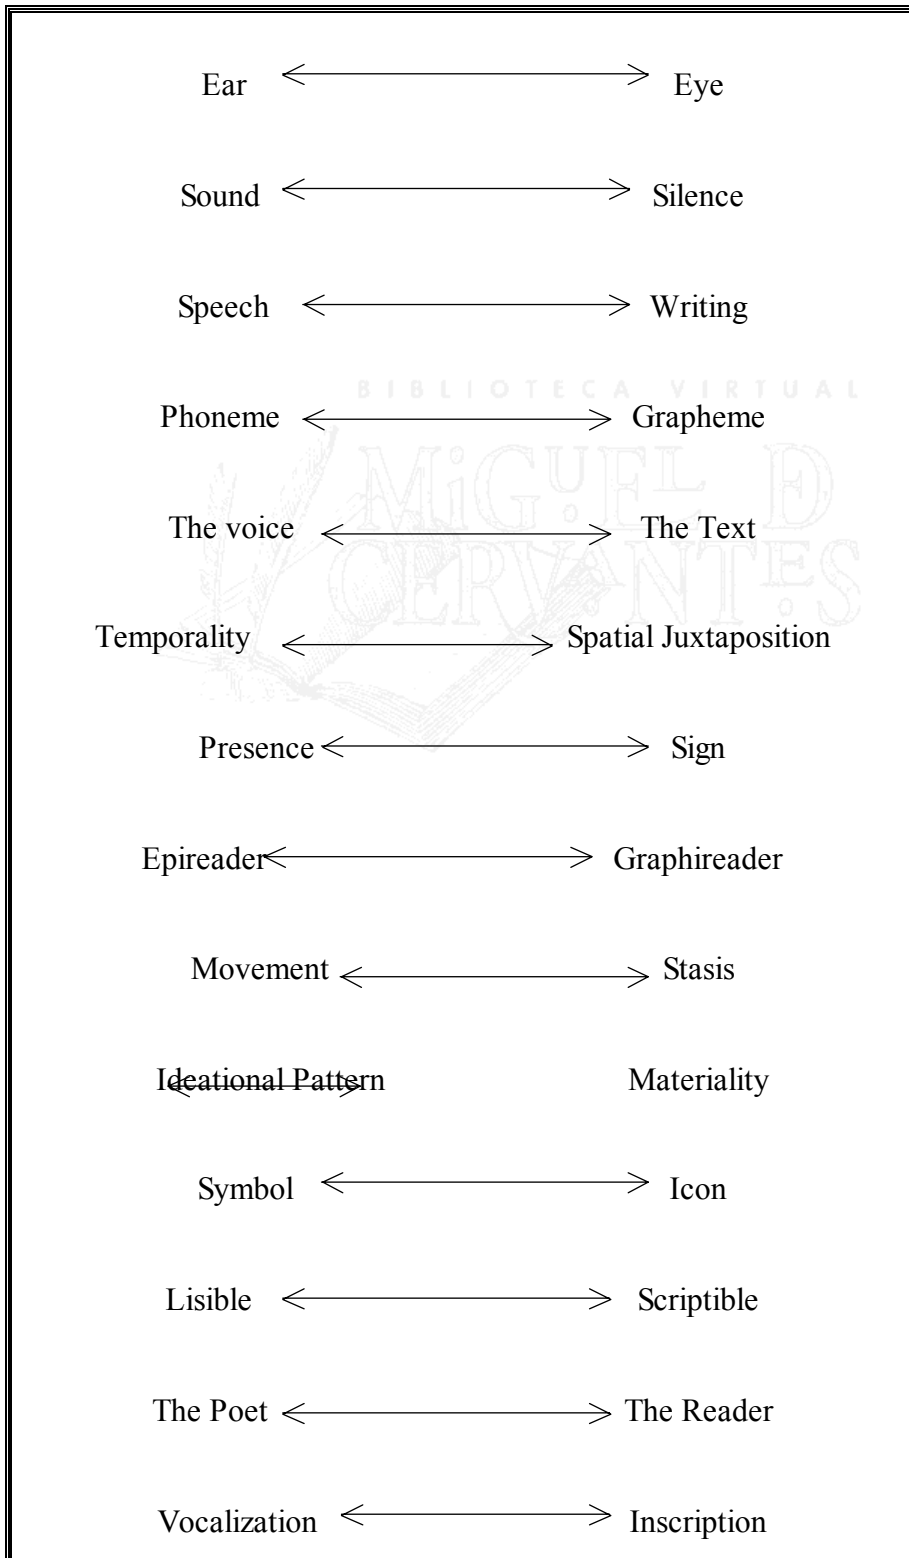 Ear Eye
Sound Silence
Speech Writing
BIBLIOTECA VIRTUAL
Phoneme Grapheme
MiGUEL D
The voice The Text
CERVANTES
Temporality Spatial Juxtaposition
Presence Sign
Epireader Graphireader
Movement Stasis
Ideational Pattern Materiality
Symbol Icon
Lisible Scriptible
The Poet The Reader
Vocalization Inscription